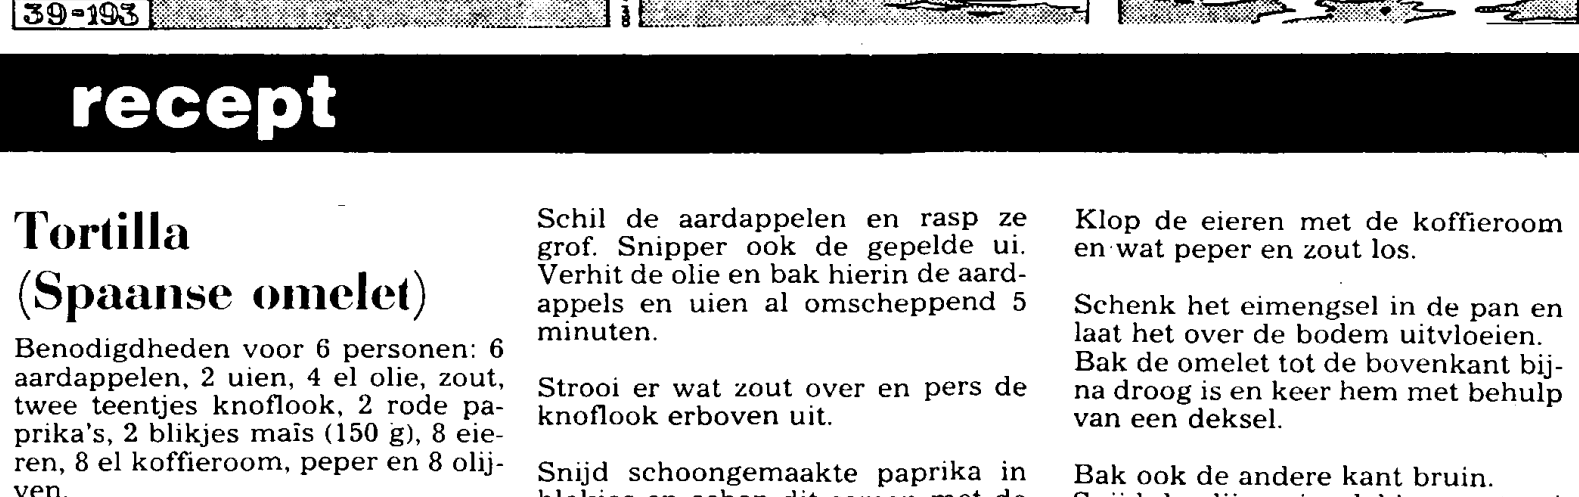 39-193
recept
Tortilla
(Spaanse omelet)
Benodigdheden voor 6 personen: 6
aardappelen, 2 uien, 4 el olie, zout,
twee teentjes knoflook, 2 rode pa-
prika's, 2 blikjes maïs (150 g), 8 eie-
ren, 8 el koffieroom, peper en 8 olij-
ven.
Schil de aardappelen en rasp ze
grof. Snipper ook de gepelde ui.
Verhit de olie en bak hierin de aard-
appels en uien al omscheppend 5
minuten.
Strooi er wat zout over en pers de
knoflook erboven uit.
Snijd schoongemaakte paprika in
Klop de eieren met de koffieroom
en wat peper en zout los.
Schenk het eimengsel in de pan en
laat het over de bodem uitvloeien.
Bak de omelet tot de bovenkant bij-
na droog is en keer hem met behulp
van een deksel.
Bak ook de andere kant bruin.